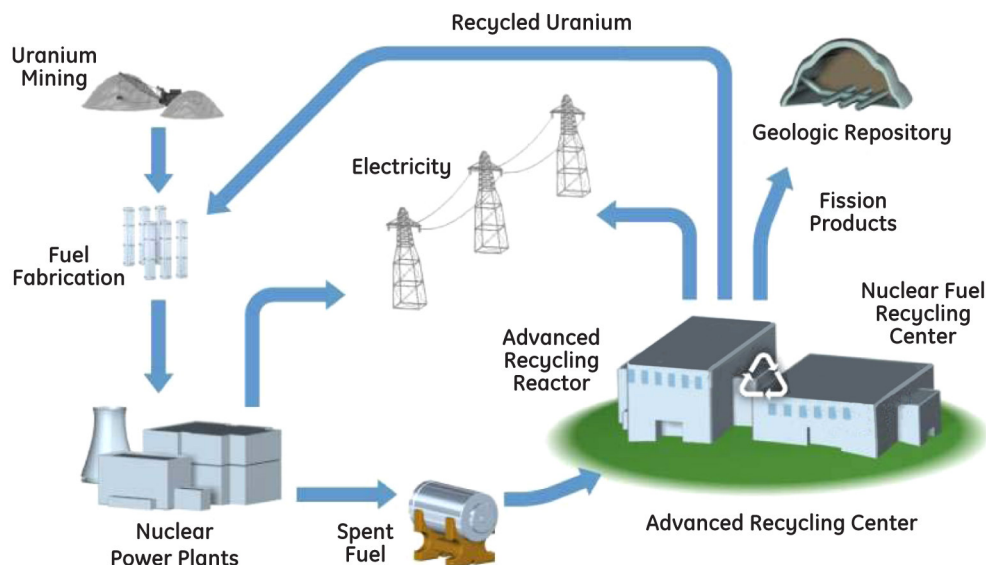 Recycled Uranium
Uranium
Mining
Geologic Repository
Electricity
Fission
Products
Fuel
Fabrication
Nuclear Fuel
Recycling
Center
Advanced
Recycling
Reactor
Nuclear
Power Plants
Spent
Fuel
Advanced Recycling Center